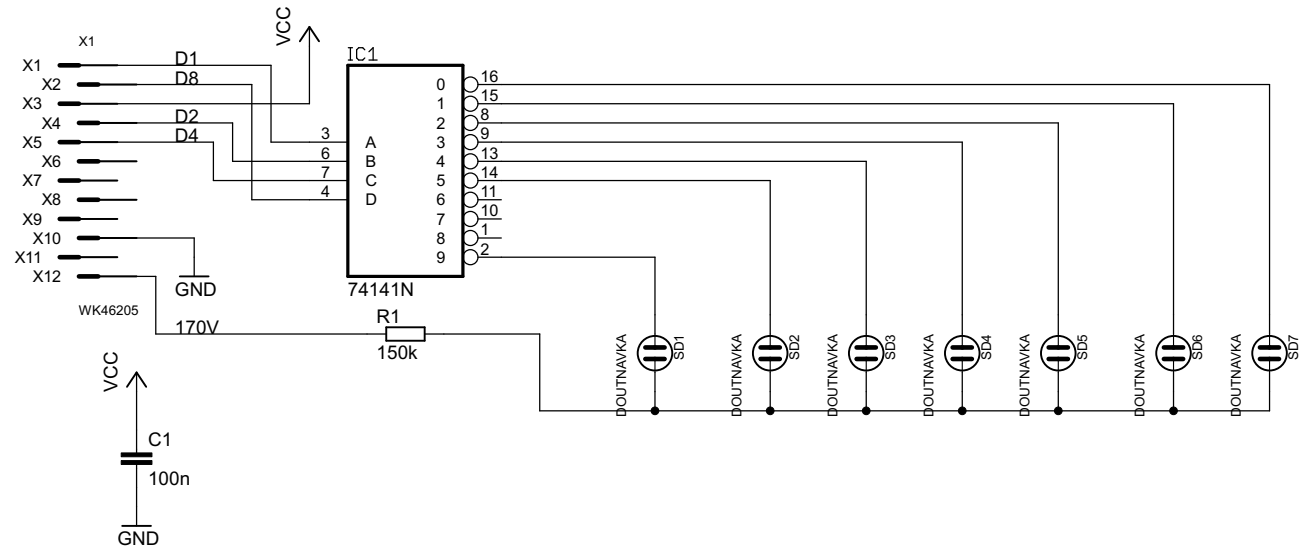 X1
X1
X2
X3
X4
X5
X6
X7
X8
X9
X10
X11
X12
WK46205
D1
D8
D2
D4
VCC
GND
170V
IC1
3 A
6 B
7 C
4 D
0 16
1 15
2 8
3 9
4 13
5 14
6 11
7 10
8 1
9 2
74141N
R1
150k
DOUTNAVKA SD1
DOUTNAVKA SD2
DOUTNAVKA SD3
DOUTNAVKA SD4
DOUTNAVKA SD5
DOUTNAVKA SD6
DOUTNAVKA SD7
VCC
C1
100n
GND